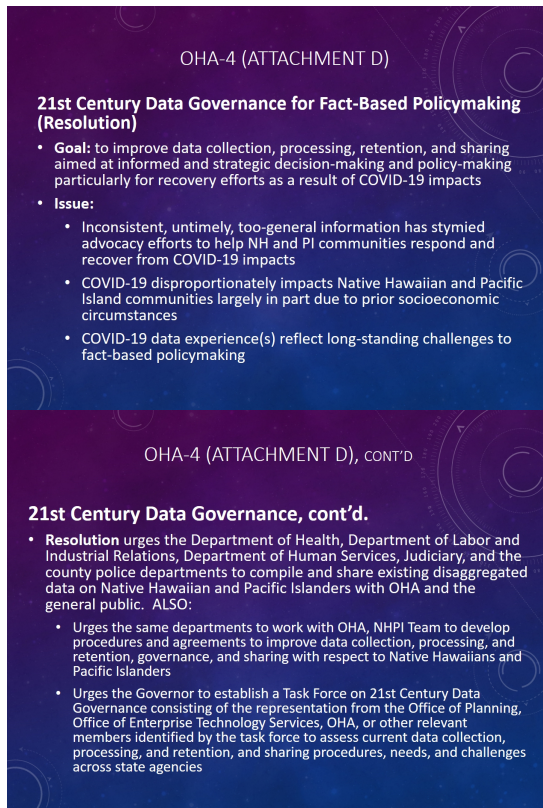 OHA-4 (ATTACHMENT D)
21st Century Data Governance for Fact-Based Policymaking
(Resolution)
• Goal: to improve data collection, processing, retention, and sharing
aimed at informed and strategic decision-making and policy-making
particularly for recovery efforts as a result of COVID-19 impacts
• Issue:
• Inconsistent, untimely, too-general information has stymied
advocacy efforts to help NH and PI communities respond and
recover from COVID-19 impacts
• COVID-19 disproportionately impacts Native Hawaiian and Pacific
Island communities largely in part due to prior socioeconomic
circumstances
• COVID-19 data experience(s) reflect long-standing challenges to
fact-based policymaking
OHA-4 (ATTACHMENT D), CONT'D
21st Century Data Governance, cont'd.
• Resolution urges the Department of Health, Department of Labor and
Industrial Relations, Department of Human Services, Judiciary, and the
county police departments to compile and share existing disaggregated
data on Native Hawaiian and Pacific Islanders with OHA and the
general public. ALSO:
• Urges the same departments to work with OHA, NHPI Team to develop
procedures and agreements to improve data collection, processing, and
retention, governance, and sharing with respect to Native Hawaiians and
Pacific Islanders
• Urges the Governor to establish a Task Force on 21st Century Data
Governance consisting of the representation from the Office of Planning,
Office of Enterprise Technology Services, OHA, or other relevant
members identified by the task force to assess current data collection,
processing, and retention, and sharing procedures, needs, and challenges
across state agencies